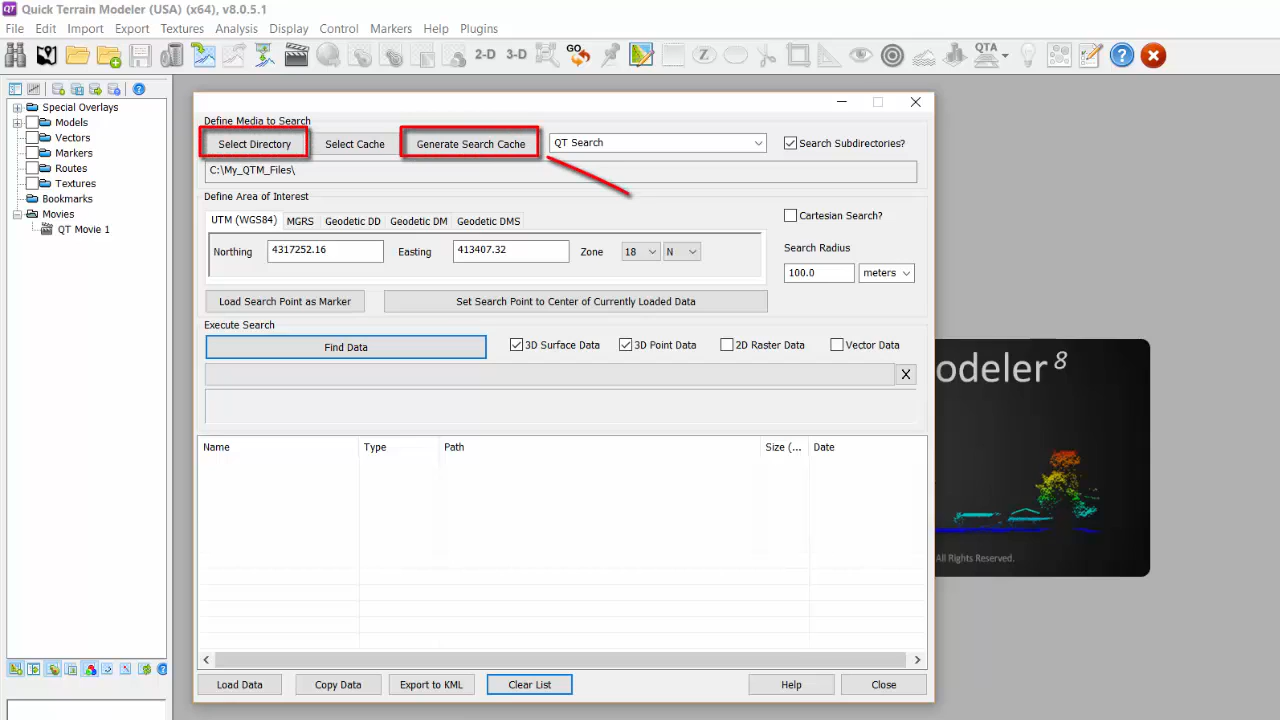 Quick Terrain Modeler (USA) (x64), v8.0.5.1
File Edit Import Export Textures Analysis Display Control Markers Help Plugins
2-D 3-D GO Z QTA
Special Overlays
Models
Vectors
Markers
Routes
Textures
Bookmarks
Movies
QT Movie 1
Define Media to Search
Select Directory Select Cache Generate Search Cache QT Search Search Subdirectories?
C:\My_QTM_Files\
Define Area of Interest
UTM (WGS84) MGRS Geodetic DD Geodetic DM Geodetic DMS Cartesian Search?
Northing 4317252.16 Easting 413407.32 Zone 18 N
Search Radius
100.0 meters
Load Search Point as Marker Set Search Point to Center of Currently Loaded Data
Execute Search
Find Data 3D Surface Data 3D Point Data 2D Raster Data Vector Data
X
Name Type Path Size (... Date
Load Data Copy Data Export to KML Clear List Help Close
odeler 8
All Rights Reserved.